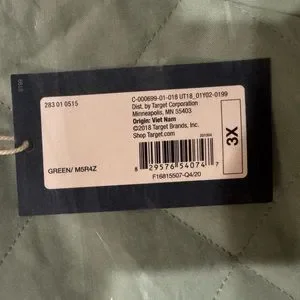 283 01 0515
C-000699-01-018 UT18_01Y02-0199
Dist. by Target Corporation
Minneapolis, MN 55403
Origin: Viet Nam
©2018 Target Brands, Inc.
Shop Target.com
3X
GREEN/ M5R4Z
8 29576 54074 7
F16815507-Q4/20